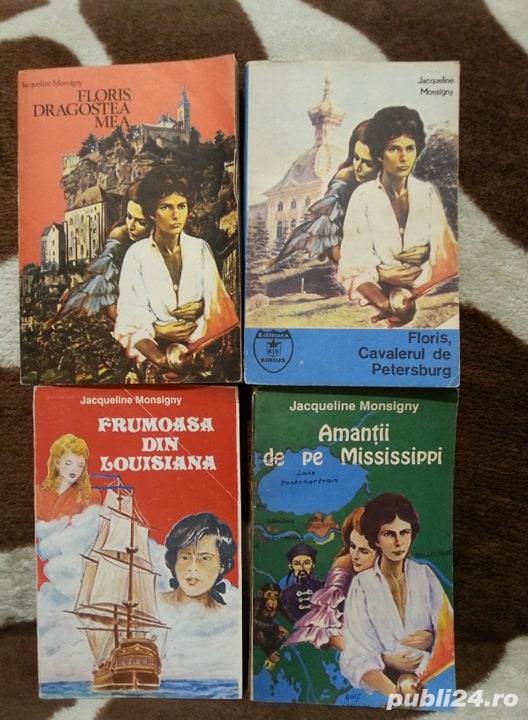 Jacqueline Monsigny
FLORIS,
DRAGOSTEA
MEA
Jacqueline
Monsigny
Editura
SIRIUS
Floris,
Cavalerul de
Petersburg
Jacqueline Monsigny
FRUMOASA
DIN
LOUISIANA
Jacqueline Monsigny
Amanții
de pe Mississippi
Lake
Pontchartrain
Golf
publi24.ro